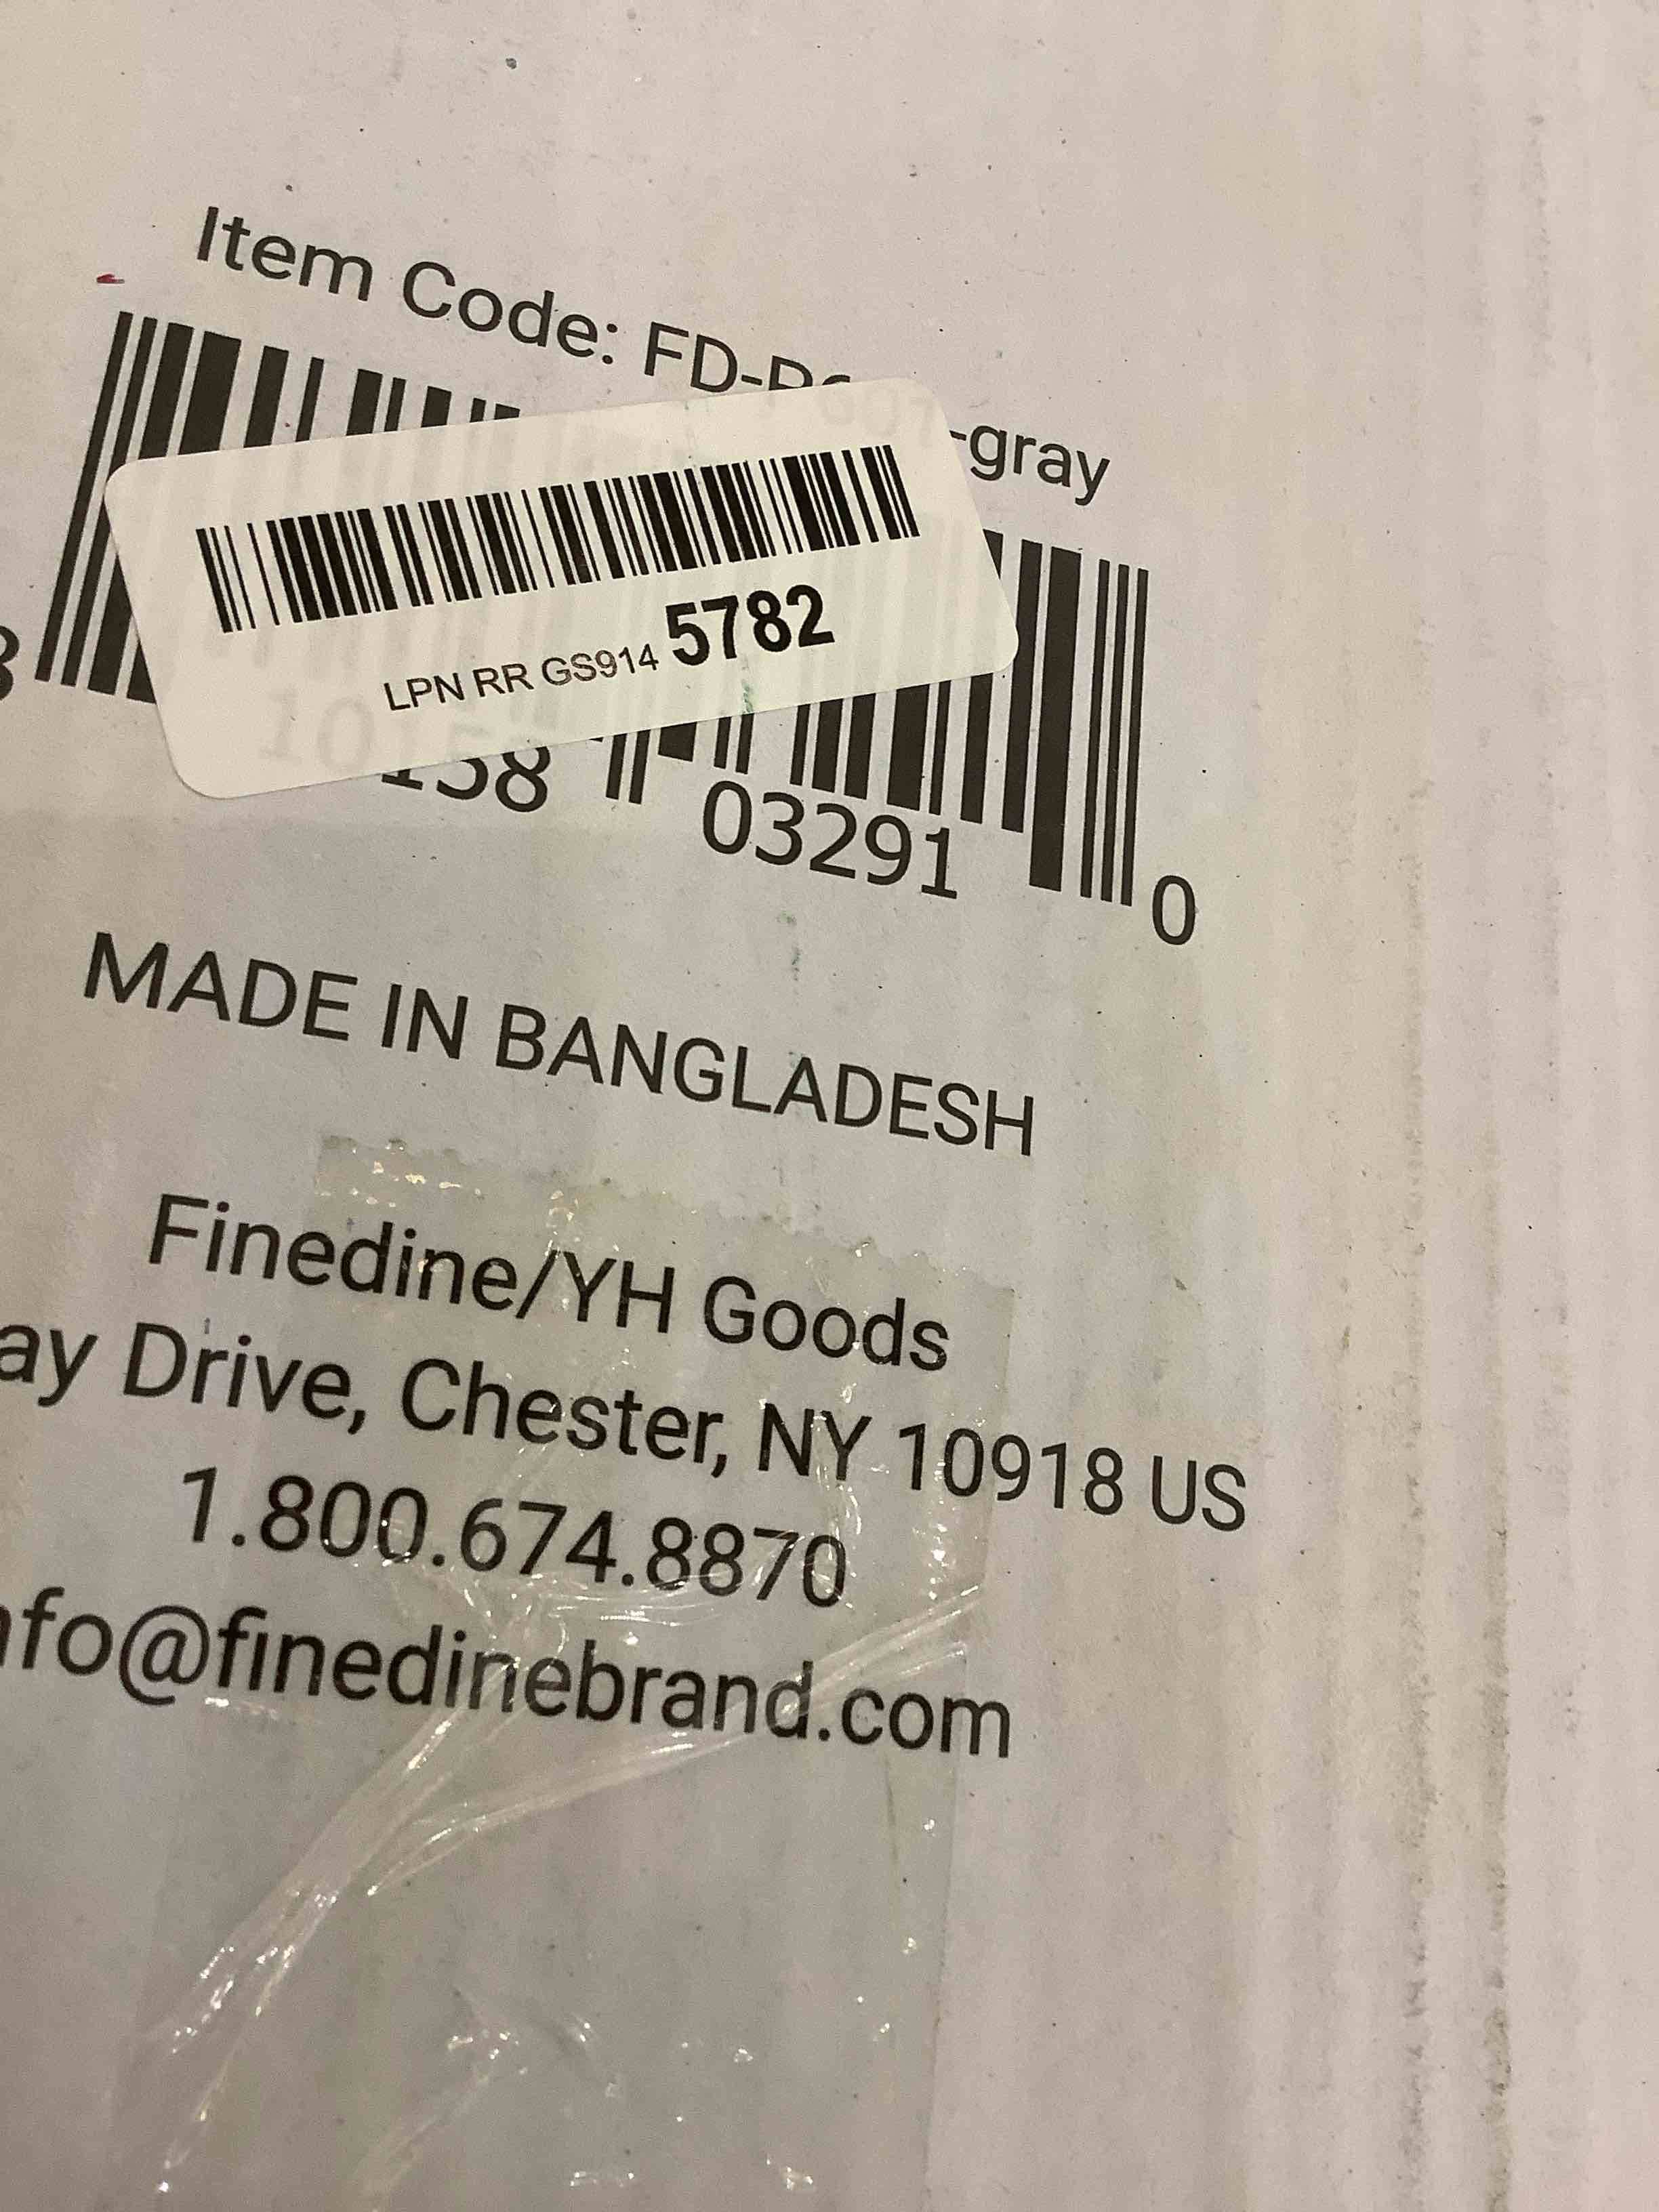 Item Code: FD- -gray
LPN RR GS914 5782
03291 0
MADE IN BANGLADESH
Finedine/YH Goods
Drive, Chester, NY 10918 US
1.800.674.8870
nfo@finedinebrand.com